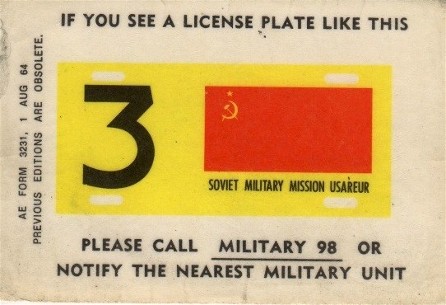 IF YOU SEE A LICENSE PLATE LIKE THIS
AE FORM 3231, 1 AUG 64
PREVIOUS EDITIONS ARE OBSOLETE.
3
SOVIET MILITARY MISSION USAREUR
PLEASE CALL MILITARY 98 OR
NOTIFY THE NEAREST MILITARY UNIT